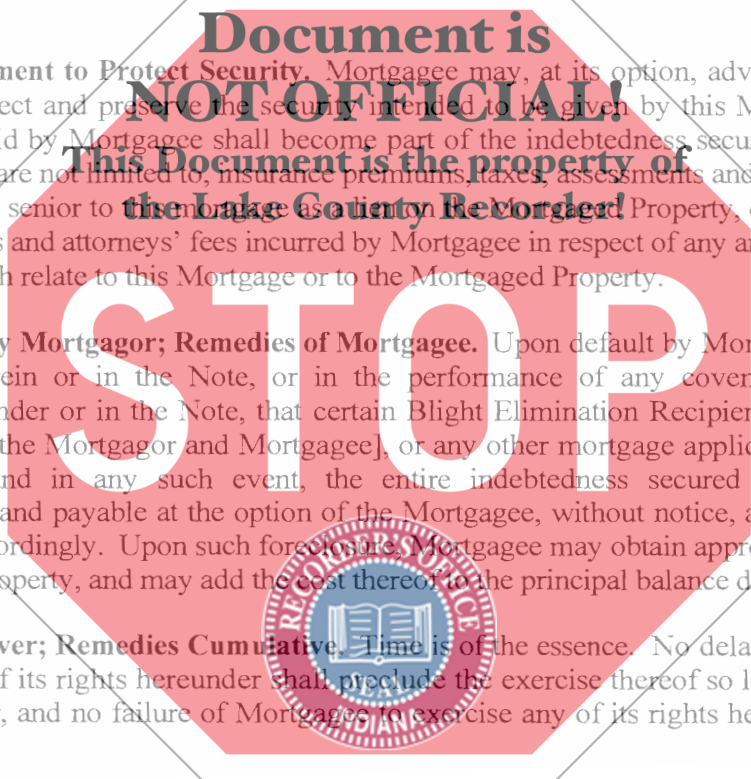 Document is
ment to Protect Security. Mortgagee may, at its option, adv
ect and preserve the security intended to be given by this M
NOT OFFICIAL!
d by Mortgagee shall become part of the indebtedness secu
This Document is the property of
are not limited to, insurance premiums, taxes, assessments and
the Lake County Recorder!
senior to this mortgage as a lien on the Mortgaged Property,
s and attorneys’ fees incurred by Mortgagee in respect of any a
h relate to this Mortgage or to the Mortgaged Property.
STOP
y Mortgagor; Remedies of Mortgagee. Upon default by Mor
ein or in the Note, or in the performance of any coven
nder or in the Note, that certain Blight Elimination Recipien
the Mortgagor and Mortgagee], or any other mortgage applic
nd in any such event, the entire indebtedness secured
and payable at the option of the Mortgagee, without notice, a
ordingly. Upon such foreclosure, Mortgagee may obtain appr
operty, and may add the cost thereof to the principal balance d
RECORDER'S OFFICE
SEAL
INDIANA
ver; Remedies Cumulative. Time is of the essence. No dela
f its rights hereunder shall preclude the exercise thereof so l
, and no failure of Mortgagee to exercise any of its rights he